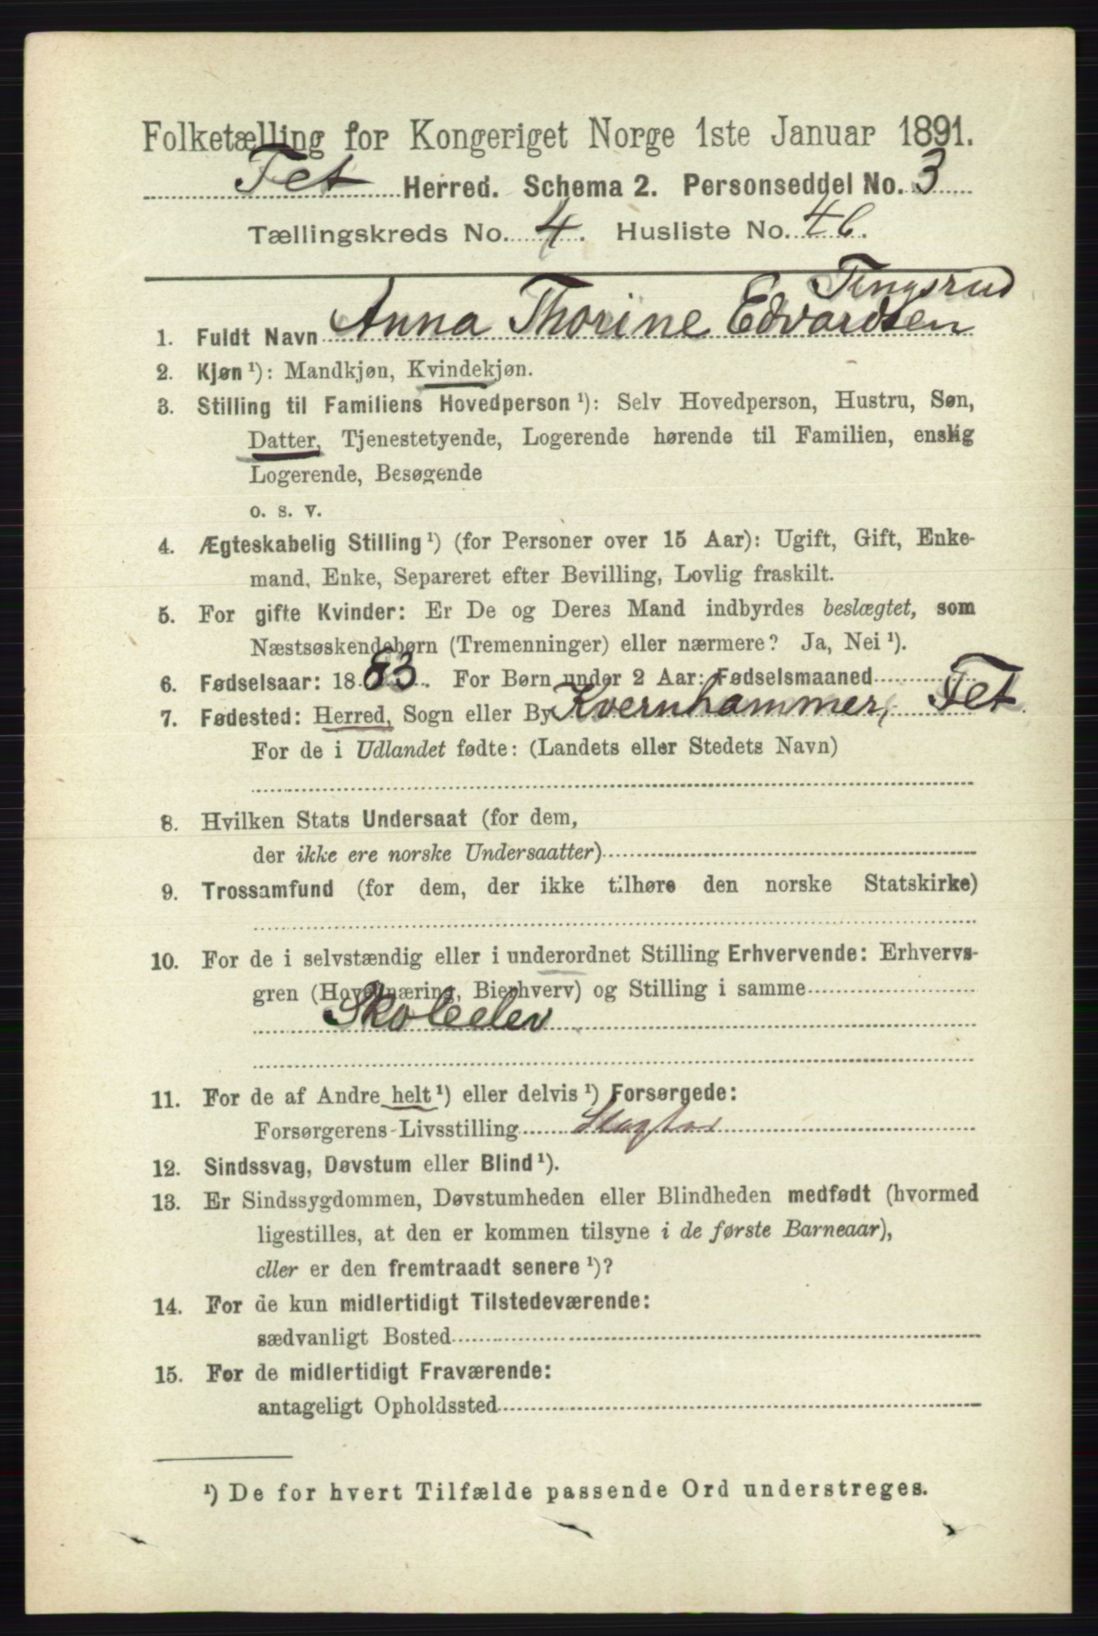 Folketælling for Kongeriget Norge 1ste Januar 1891.
Fet Herred. Schema 2. Personseddel No. 3
Tællingskreds No. 4. Husliste No. 46.
Tingsrud
1. Fuldt Navn Anna Thorine Edvardsen
2. Kjøn ¹): Mandkjøn, Kvindekjøn.
3. Stilling til Familiens Hovedperson ¹): Selv Hovedperson, Hustru, Søn,
Datter, Tjenestetyende, Logerende hørende til Familien, enslig
Logerende, Besøgende
o. s. v.
4. Ægteskabelig Stilling ¹) (for Personer over 15 Aar): Ugift, Gift, Enke-
mand, Enke, Separeret efter Bevilling, Lovlig fraskilt.
5. For gifte Kvinder: Er De og Deres Mand indbyrdes beslægtet, som
Næstsøskendebørn (Tremenninger) eller nærmere? Ja, Nei ¹).
6. Fødselsaar: 1883. For Børn under 2 Aar: Fødselsmaaned
7. Fødested: Herred, Sogn eller By Kvernhammer, Fet
For de i Udlandet fødte: (Landets eller Stedets Navn)
8. Hvilken Stats Undersaat (for dem,
der ikke ere norske Undersaatter)
9. Trossamfund (for dem, der ikke tilhøre den norske Statskirke)
10. For de i selvstændig eller i underordnet Stilling Erhvervende: Erhvervs-
gren (Hovednæring, Bierhverv) og Stilling i samme
Skoleelev
11. For de af Andre helt ¹) eller delvis ¹) Forsørgede:
Forsørgerens Livsstilling Slagter
12. Sindssvag, Døvstum eller Blind ¹).
13. Er Sindssygdommen, Døvstumheden eller Blindheden medfødt (hvormed
ligestilles, at den er kommen tilsyne i de første Barneaar),
eller er den fremtraadt senere ¹)?
14. For de kun midlertidigt Tilstedeværende:
sædvanligt Bosted
15. For de midlertidigt Fraværende:
antageligt Opholdssted
¹) De for hvert Tilfælde passende Ord understreges.